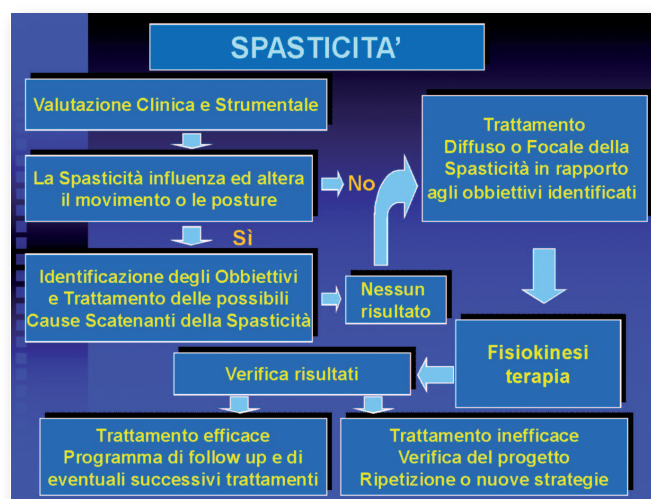 SPASTICITA'
Valutazione Clinica e Strumentale
La Spasticità influenza ed altera
il movimento o le posture
No
Sì
Identificazione degli Obbiettivi
e Trattamento delle possibili
Cause Scatenanti della Spasticità
Nessun
risultato
Trattamento
Diffuso o Focale della
Spasticità in rapporto
agli obbiettivi identificati
Fisiokinesi
terapia
Verifica risultati
Trattamento efficace
Programma di follow up e di
eventuali successivi trattamenti
Trattamento inefficace
Verifica del progetto
Ripetizione o nuove strategie